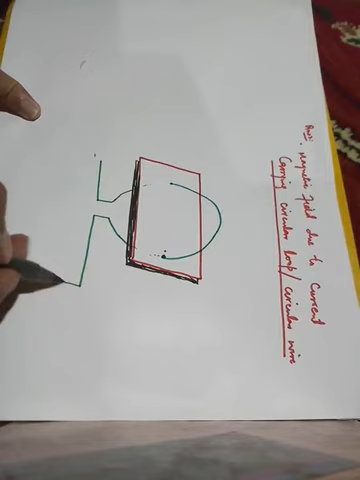 Magnetic field due to current
Carrying circular loop/circular wire